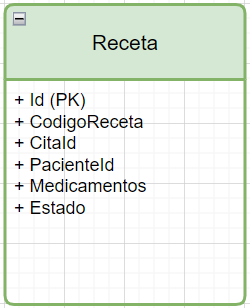 Receta
+ Id (PK)
+ CodigoReceta
+ CitaId
+ PacienteId
+ Medicamentos
+ Estado